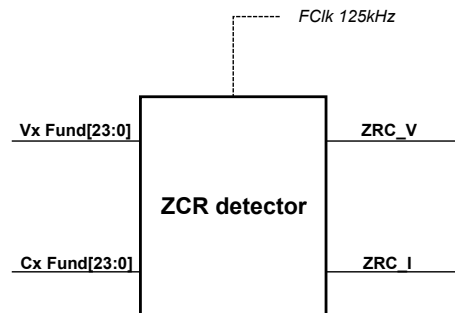 FClk 125kHz
Vx Fund[23:0]
ZRC_V
ZCR detector
Cx Fund[23:0]
ZRC_I